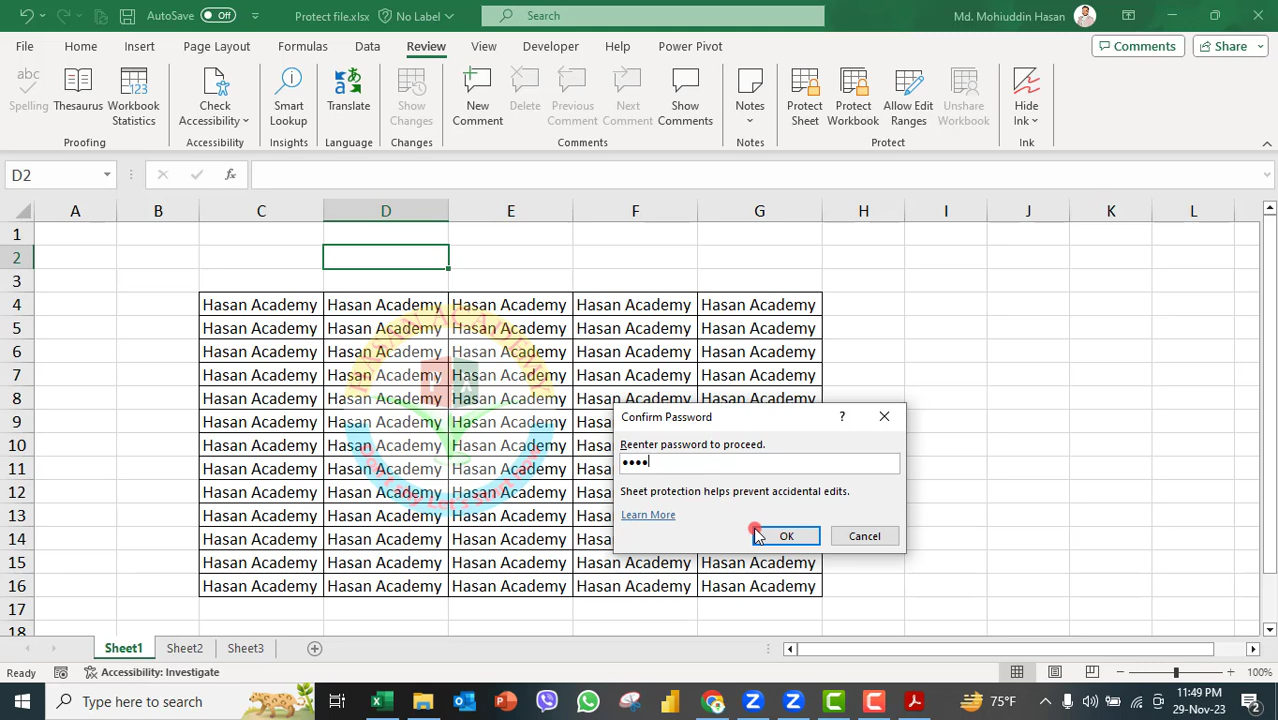 AutoSave Off Protect file.xlsx No Label Search Md. Mohiuddin Hasan
File Home Insert Page Layout Formulas Data Review View Developer Help Power Pivot Comments Share
abc
Spelling Thesaurus Workbook Statistics Check Accessibility Smart Lookup Translate Show Changes New Comment Delete Previous Comment Next Comment Show Comments Notes Protect Sheet Protect Workbook Allow Edit Ranges Unshare Workbook Hide Ink
Proofing Accessibility Insights Language Changes Comments Notes Protect Ink
D2 fx
A B C D E F G H I J K L
1
2
3
4 Hasan Academy Hasan Academy Hasan Academy Hasan Academy Hasan Academy
5 Hasan Academy Hasan Academy Hasan Academy Hasan Academy Hasan Academy
6 Hasan Academy Hasan Academy Hasan Academy Hasan Academy Hasan Academy
7 Hasan Academy Hasan Academy Hasan Academy Hasan Academy Hasan Academy
8 Hasan Academy Hasan Academy Hasan Academy Hasan Academy Hasan Academy
9 Hasan Academy Hasan Academy Hasan Academy
10 Hasan Academy Hasan Academy Hasan Academy
11 Hasan Academy Hasan Academy Hasan Academy
12 Hasan Academy Hasan Academy Hasan Academy
13 Hasan Academy Hasan Academy Hasan Academy
14 Hasan Academy Hasan Academy Hasan Academy
15 Hasan Academy Hasan Academy Hasan Academy Hasan Academy Hasan Academy
16 Hasan Academy Hasan Academy Hasan Academy Hasan Academy Hasan Academy
17
18
HASAN ACADEMY
Confirm Password ?
Reenter password to proceed.
••••
Sheet protection helps prevent accidental edits.
Learn More
OK Cancel
Sheet1 Sheet2 Sheet3
Ready Accessibility: Investigate 100%
Type here to search 75°F 11:49 PM
29-Nov-23 2